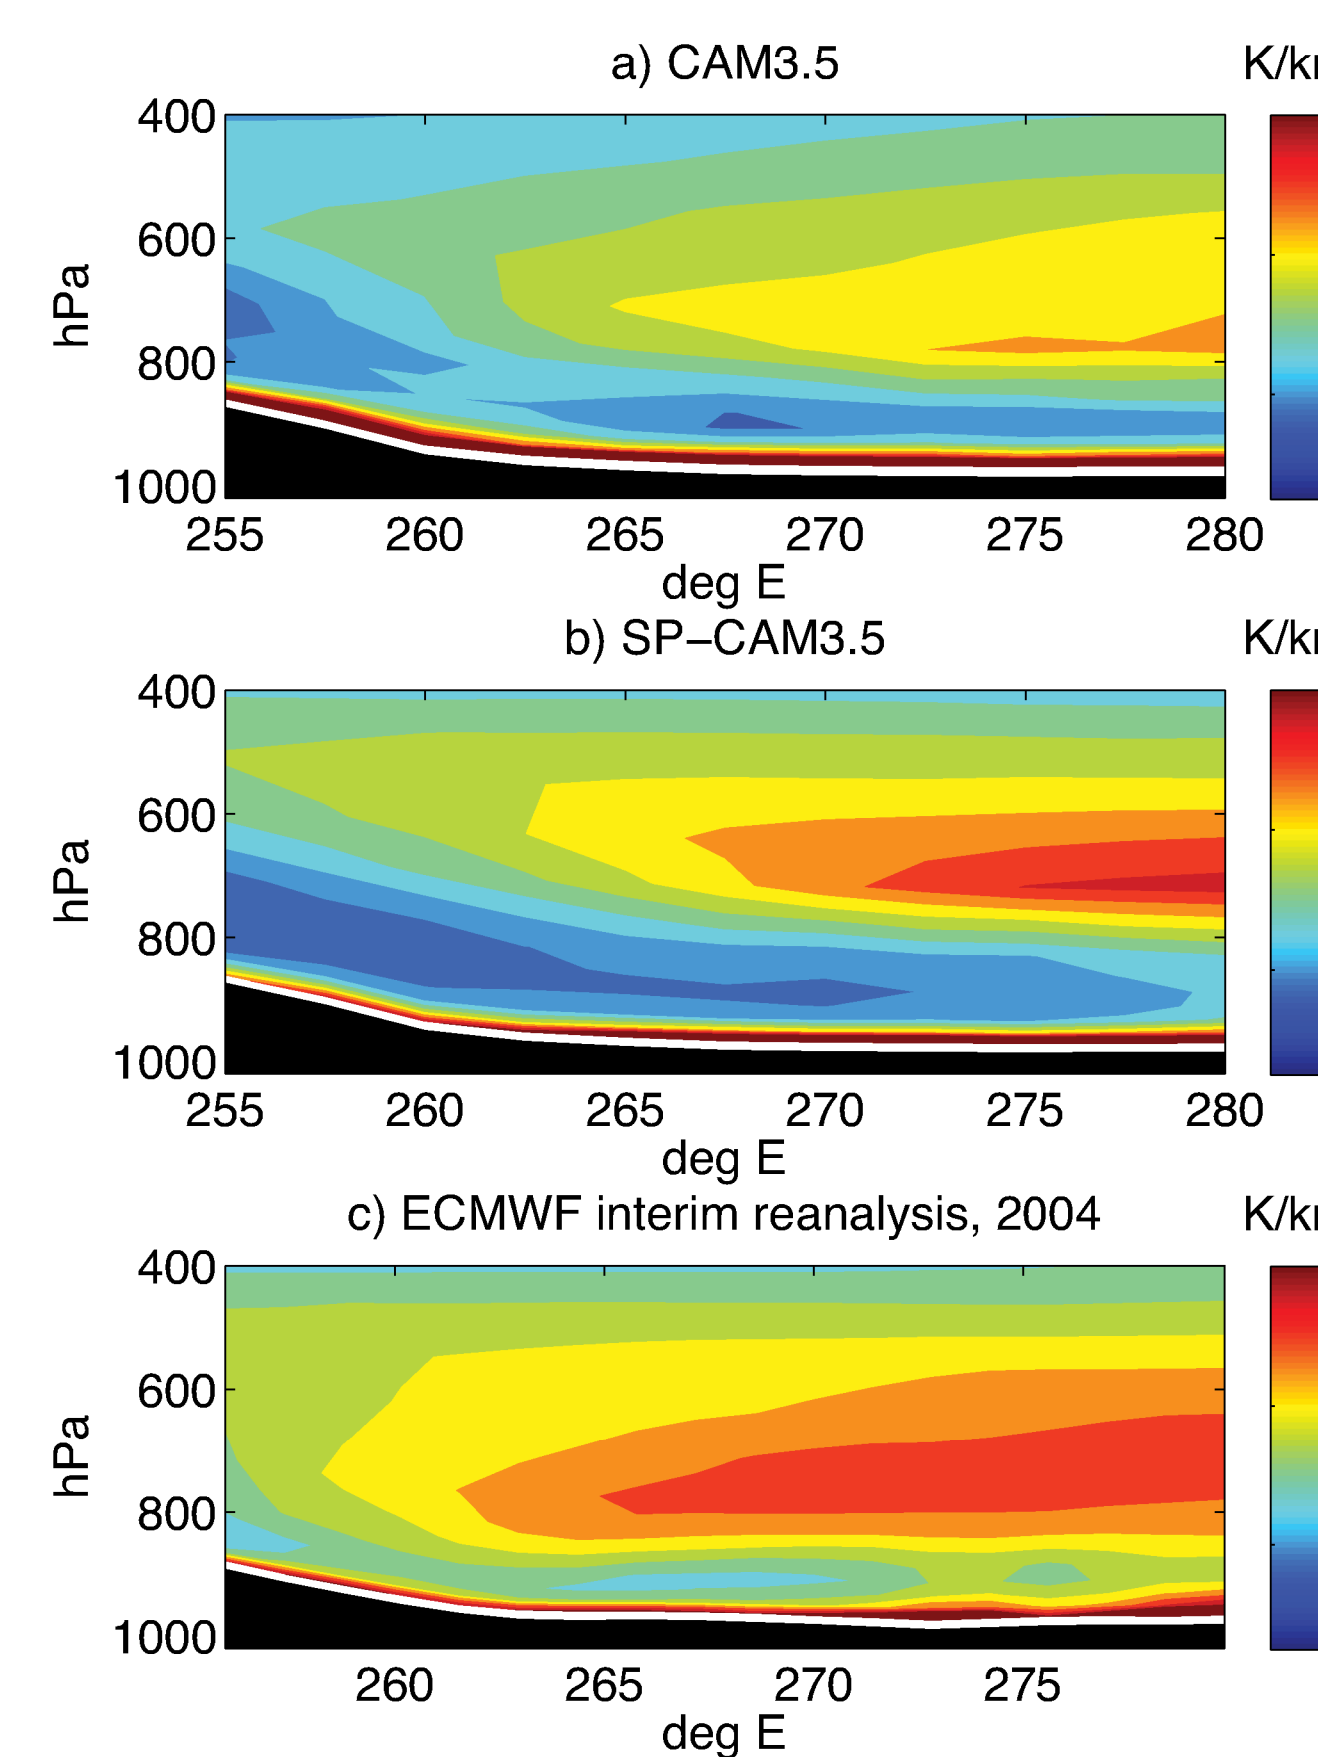 a) CAM3.5 K/k
400
600
800
1000
hPa
255 260 265 270 275 280
deg E
b) SP−CAM3.5 K/k
400
600
800
1000
hPa
255 260 265 270 275 280
deg E
c) ECMWF interim reanalysis, 2004 K/k
400
600
800
1000
hPa
260 265 270 275
deg E